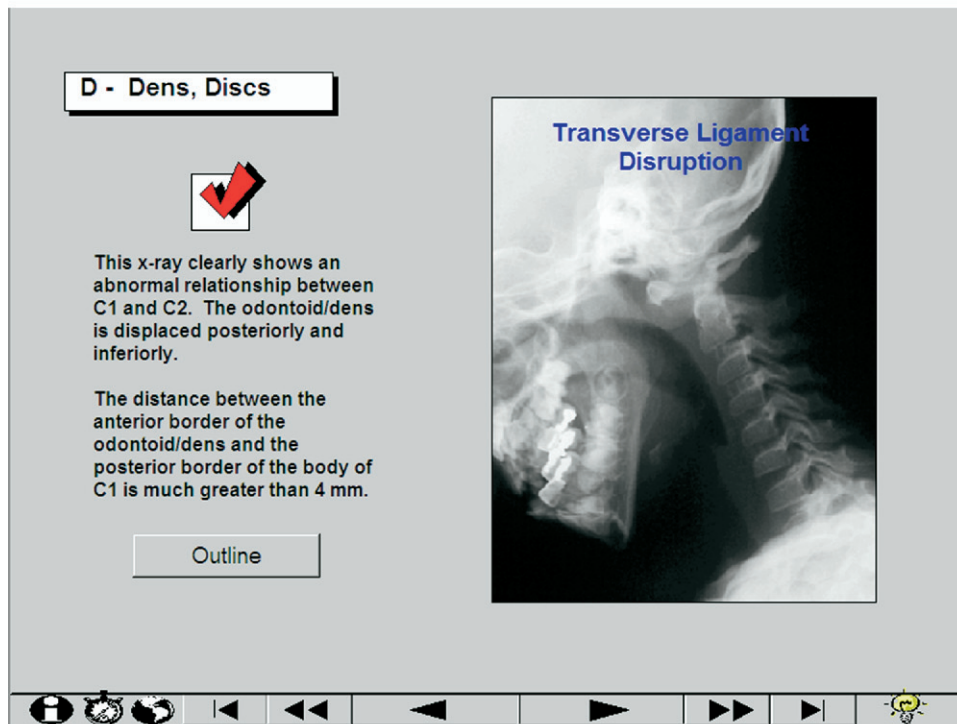 D - Dens, Discs
Transverse Ligament
Disruption
This x-ray clearly shows an
abnormal relationship between
C1 and C2. The odontoid/dens
is displaced posteriorly and
inferiorly.
The distance between the
anterior border of the
odontoid/dens and the
posterior border of the body of
C1 is much greater than 4 mm.
Outline